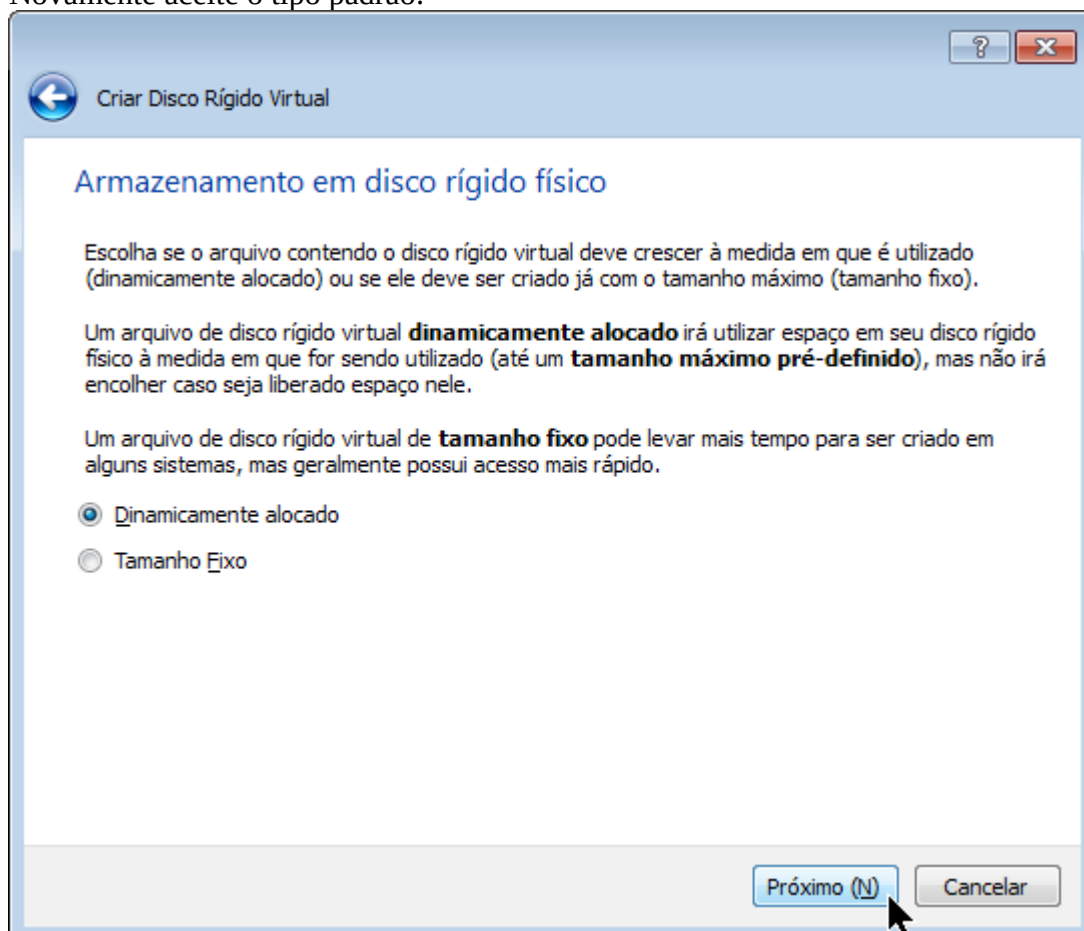 Novamente aceite o tipo padrão.
?
Criar Disco Rígido Virtual
Armazenamento em disco rígido físico
Escolha se o arquivo contendo o disco rígido virtual deve crescer à medida em que é utilizado
(dinamicamente alocado) ou se ele deve ser criado já com o tamanho máximo (tamanho fixo).
Um arquivo de disco rígido virtual dinamicamente alocado irá utilizar espaço em seu disco rígido
físico à medida em que for sendo utilizado (até um tamanho máximo pré-definido), mas não irá
encolher caso seja liberado espaço nele.
Um arquivo de disco rígido virtual de tamanho fixo pode levar mais tempo para ser criado em
alguns sistemas, mas geralmente possui acesso mais rápido.
Dinamicamente alocado
Tamanho Fixo
Próximo (N)
Cancelar